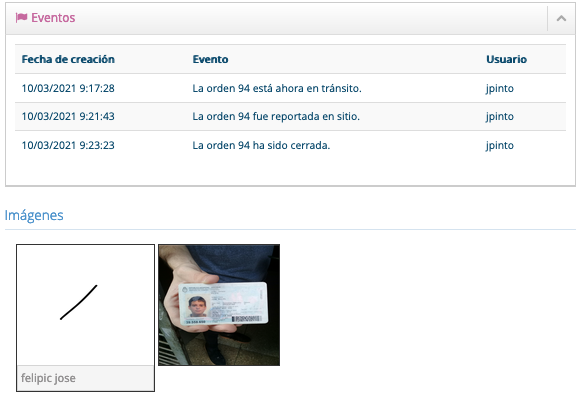 Eventos
Fecha de creación Evento Usuario
10/03/2021 9:17:28 La orden 94 está ahora en tránsito. jpinto
10/03/2021 9:21:43 La orden 94 fue reportada en sitio. jpinto
10/03/2021 9:23:23 La orden 94 ha sido cerrada. jpinto
Imágenes
felipic jose